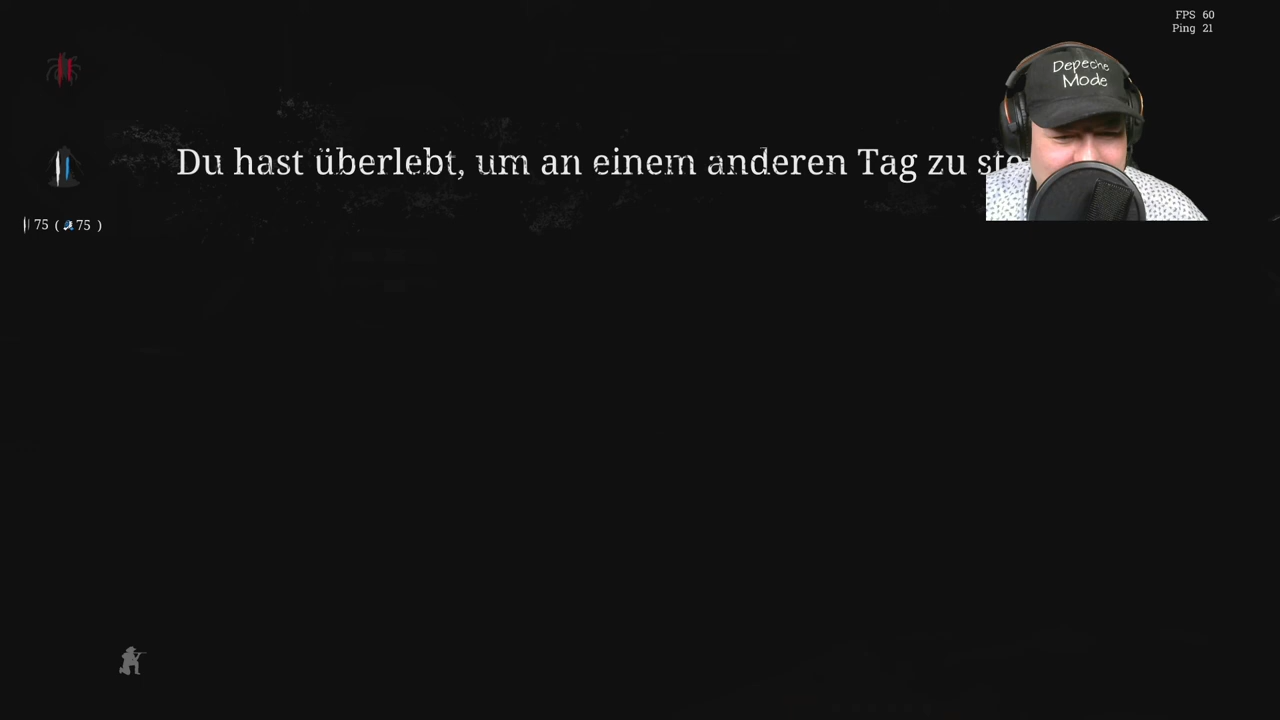 FPS 60
Ping 21
Depeche
Mode
Du hast überlebt, um an einem anderen Tag zu
75 ( 75 )